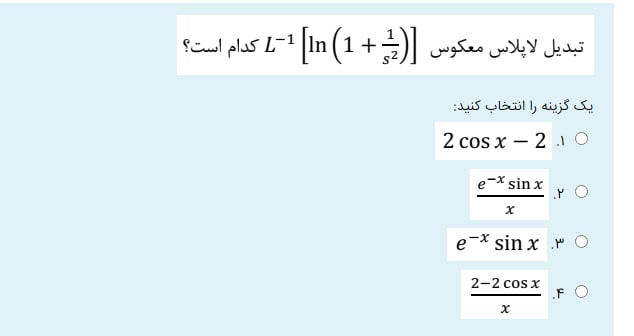 تبدیل لاپلاس معکوس L⁻¹ [ln (1 + 1/s²)] کدام است؟
یک گزینه را انتخاب کنید:
۱. 2 cos x − 2
۲. e⁻ˣ sin x / x
۳. e⁻ˣ sin x
۴. 2−2 cos x / x